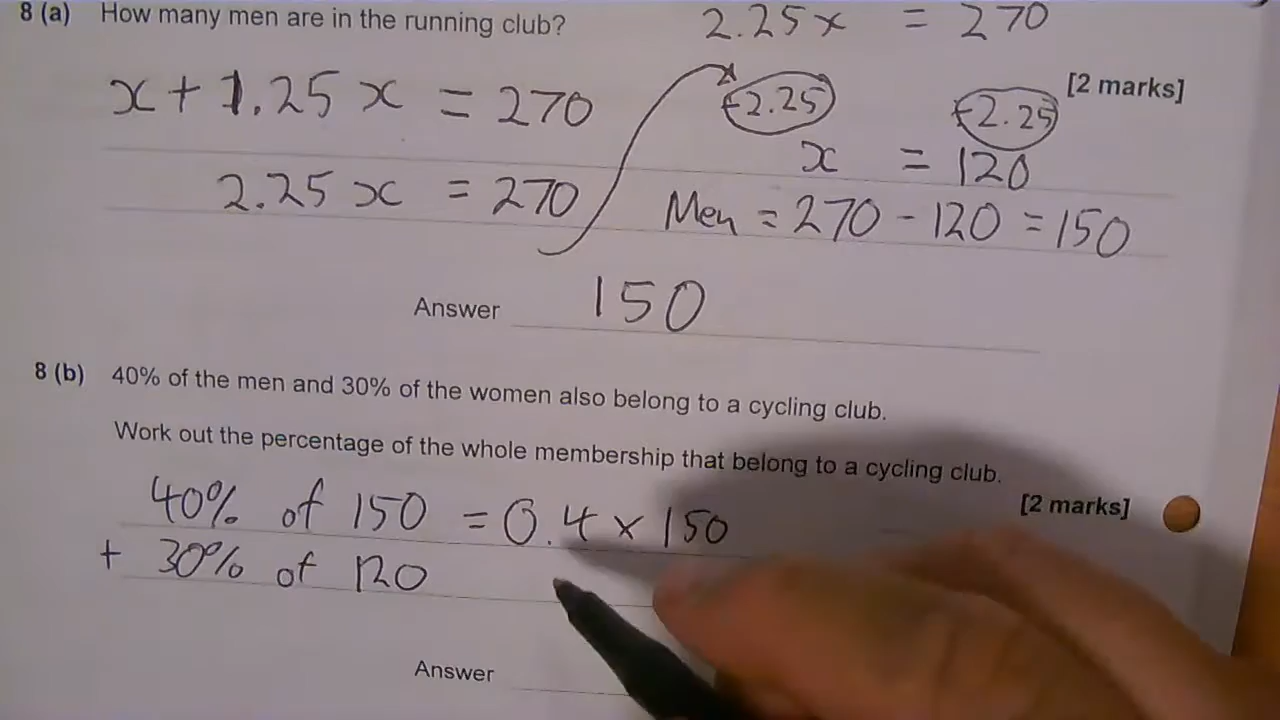 8 (a) How many men are in the running club?
2.25x = 270
[2 marks]
x + 1.25x = 270
÷2.25 ÷2.25
x = 120
2.25x = 270
Men = 270 - 120 = 150
Answer 150
8 (b) 40% of the men and 30% of the women also belong to a cycling club.
Work out the percentage of the whole membership that belong to a cycling club.
[2 marks]
40% of 150 = 0.4 × 150
+ 30% of 120
Answer